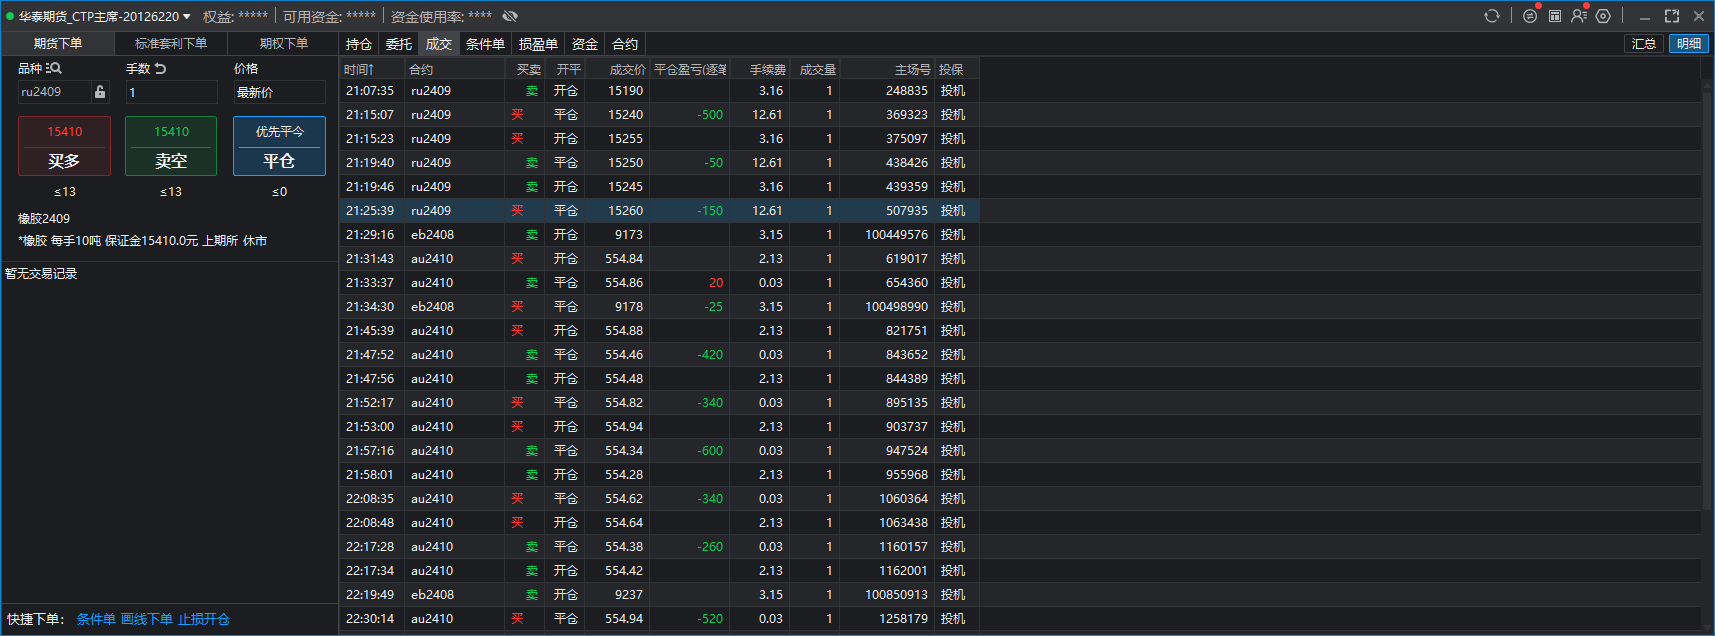 华泰期货_CTP主席-20126220 权益: ***** 可用资金: ***** 资金使用率: ****
期货下单 标准套利下单 期权下单 持仓 委托 成交 条件单 损盈单 资金 合约 汇总 明细
品种 手数 价格
ru2409 1 最新价
15410 15410 优先平今
买多 卖空 平仓
≤13 ≤13 ≤0
橡胶2409
*橡胶 每手10吨 保证金15410.0元 上期所 休市
暂无交易记录
快捷下单: 条件单 画线下单 止损开仓
时间↑ 合约 买卖 开平 成交价 平仓盈亏(逐笔 手续费 成交量 主场号 投保
21:07:35 ru2409 卖 开仓 15190 3.16 1 248835 投机
21:15:07 ru2409 买 平仓 15240 -500 12.61 1 369323 投机
21:15:23 ru2409 买 开仓 15255 3.16 1 375097 投机
21:19:40 ru2409 卖 平仓 15250 -50 12.61 1 438426 投机
21:19:46 ru2409 卖 开仓 15245 3.16 1 439359 投机
21:25:39 ru2409 买 平仓 15260 -150 12.61 1 507935 投机
21:29:16 eb2408 卖 开仓 9173 3.15 1 100449576 投机
21:31:43 au2410 买 开仓 554.84 2.13 1 619017 投机
21:33:37 au2410 卖 平仓 554.86 20 0.03 1 654360 投机
21:34:30 eb2408 买 平仓 9178 -25 3.15 1 100498990 投机
21:45:39 au2410 买 开仓 554.88 2.13 1 821751 投机
21:47:52 au2410 卖 平仓 554.46 -420 0.03 1 843652 投机
21:47:56 au2410 卖 开仓 554.48 2.13 1 844389 投机
21:52:17 au2410 买 平仓 554.82 -340 0.03 1 895135 投机
21:53:00 au2410 买 开仓 554.94 2.13 1 903737 投机
21:57:16 au2410 卖 平仓 554.34 -600 0.03 1 947524 投机
21:58:01 au2410 卖 开仓 554.28 2.13 1 955968 投机
22:08:35 au2410 买 平仓 554.62 -340 0.03 1 1060364 投机
22:08:48 au2410 买 开仓 554.64 2.13 1 1063438 投机
22:17:28 au2410 卖 平仓 554.38 -260 0.03 1 1160157 投机
22:17:34 au2410 卖 开仓 554.42 2.13 1 1162001 投机
22:19:49 eb2408 卖 开仓 9237 3.15 1 100850913 投机
22:30:14 au2410 买 平仓 554.94 -520 0.03 1 1258179 投机